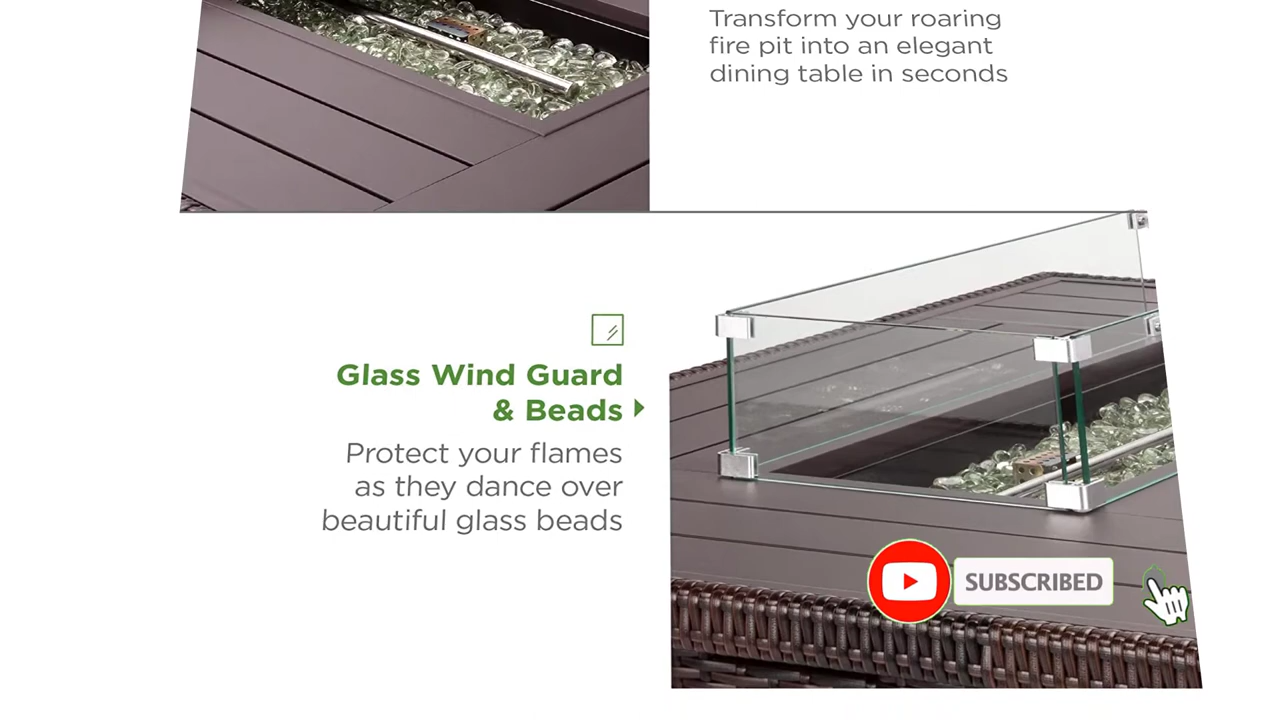 Transform your roaring
fire pit into an elegant
dining table in seconds
Glass Wind Guard
& Beads
Protect your flames
as they dance over
beautiful glass beads
SUBSCRIBED